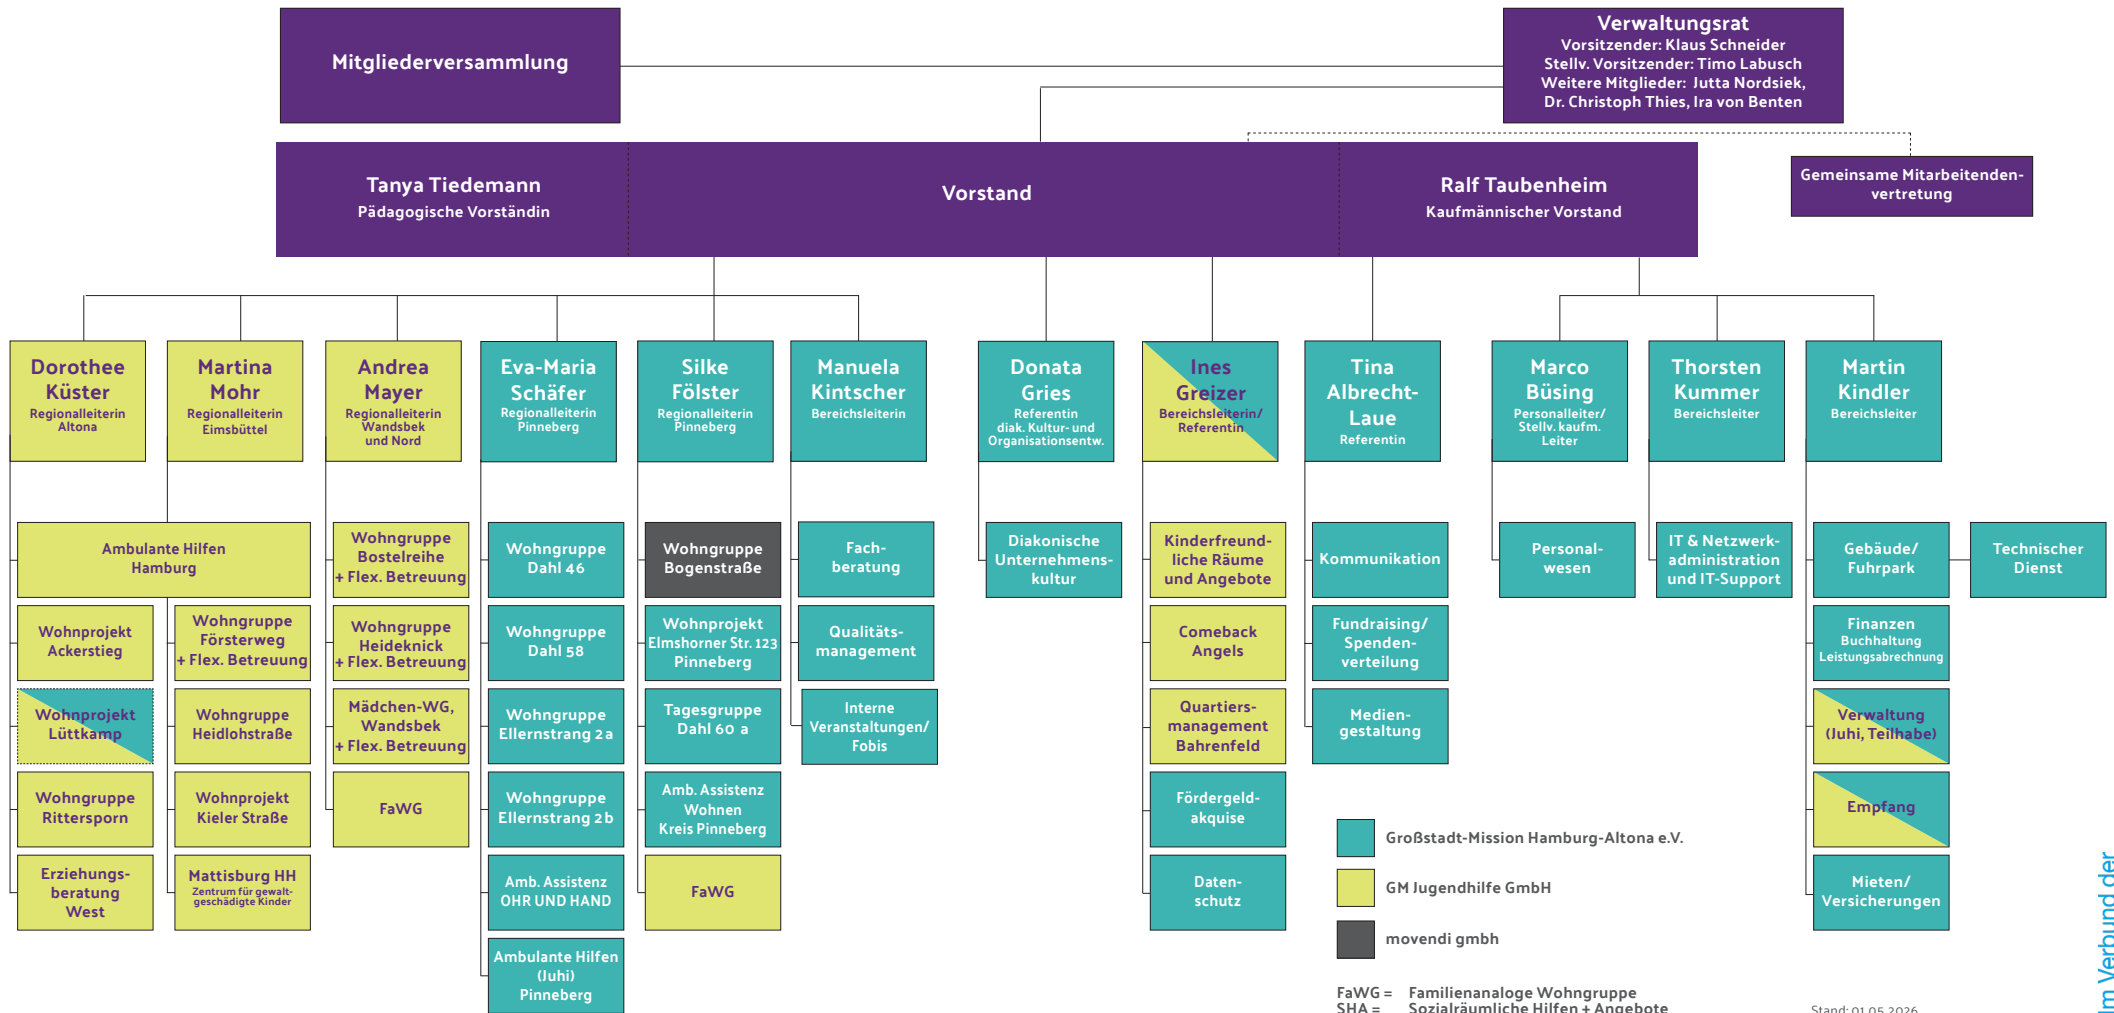 Mitgliederversammlung
Verwaltungsrat
Vorsitzender: Klaus Schneider
Stellv. Vorsitzender: Timo Labusch
Weitere Mitglieder: Jutta Nordsiek,
Dr. Christoph Thies, Ira von Benten
Tanya Tiedemann
Pädagogische Vorständin
Vorstand
Ralf Taubenheim
Kaufmännischer Vorstand
Gemeinsame Mitarbeitenden-
vertretung
Dorothee
Küster
Regionalleiterin
Altona
Martina
Mohr
Regionalleiterin
Eimsbüttel
Andrea
Mayer
Regionalleiterin
Wandsbek
und Nord
Eva-Maria
Schäfer
Regionalleiterin
Pinneberg
Silke
Fölster
Regionalleiterin
Pinneberg
Manuela
Kintscher
Bereichsleiterin
Donata
Gries
Referentin
diak. Kultur- und
Organisationsentw.
Ines
Greizer
Bereichsleiterin/
Referentin
Tina
Albrecht-
Laue
Referentin
Marco
Büsing
Personalleiter/
Stellv. kaufm.
Leiter
Thorsten
Kummer
Bereichsleiter
Martin
Kindler
Bereichsleiter
Ambulante Hilfen
Hamburg
Wohnprojekt
Ackerstieg
Wohnprojekt
Lüttkamp
Wohngruppe
Rittersporn
Erziehungs-
beratung
West
Wohngruppe
Försterweg
+ Flex. Betreuung
Wohngruppe
Heidlohstraße
Wohnprojekt
Kieler Straße
Mattisburg HH
Zentrum für gewalt-
geschädigte Kinder
Wohngruppe
Bostelreihe
+ Flex. Betreuung
Wohngruppe
Heideknick
+ Flex. Betreuung
Mädchen-WG,
Wandsbek
+ Flex. Betreuung
FaWG
Wohngruppe
Dahl 46
Wohngruppe
Dahl 58
Wohngruppe
Ellernstrang 2a
Wohngruppe
Ellernstrang 2b
Amb. Assistenz
OHR UND HAND
Ambulante Hilfen
(Juhi)
Pinneberg
Wohngruppe
Bogenstraße
Wohnprojekt
Elmshorner Str. 123
Pinneberg
Tagesgruppe
Dahl 60 a
Amb. Assistenz
Wohnen
Kreis Pinneberg
FaWG
Fach-
beratung
Qualitäts-
management
Interne
Veranstaltungen/
Fobis
Diakonische
Unternehmens-
kultur
Kinderfreund-
liche Räume
und Angebote
Comeback
Angels
Quartiers-
management
Bahrenfeld
Fördergeld-
akquise
Daten-
schutz
Kommunikation
Fundraising/
Spenden-
verteilung
Medien-
gestaltung
Personal-
wesen
IT & Netzwerk-
administration
und IT-Support
Gebäude/
Fuhrpark
Technischer
Dienst
Finanzen
Buchhaltung
Leistungsabrechnung
Verwaltung
(Juhi, Teilhabe)
Empfang
Mieten/
Versicherungen
Großstadt-Mission Hamburg-Altona e.V.
GM Jugendhilfe GmbH
movendi gmbh
FaWG = Familienanaloge Wohngruppe
SHA = Sozialräumliche Hilfen + Angebote
Stand: 01.05.2026
Im Verbund der